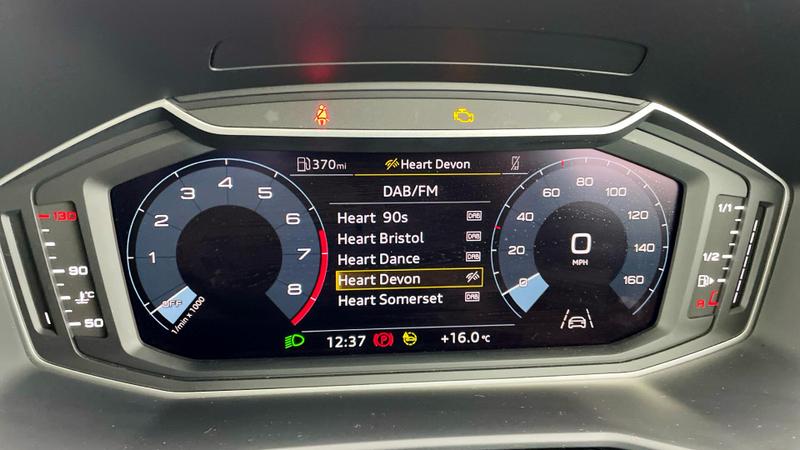 370mi
Heart Devon
DAB/FM
Heart 90s DAB
Heart Bristol DAB
Heart Dance DAB
Heart Devon
Heart Somerset DAB
1
2
3
4
5
6
7
8
OFF
1/min x 1000
0
20
40
60
80
100
120
140
160
0
MPH
130
90
°C
50
1/1
1/2
R
12:37
(P)
+16.0°C